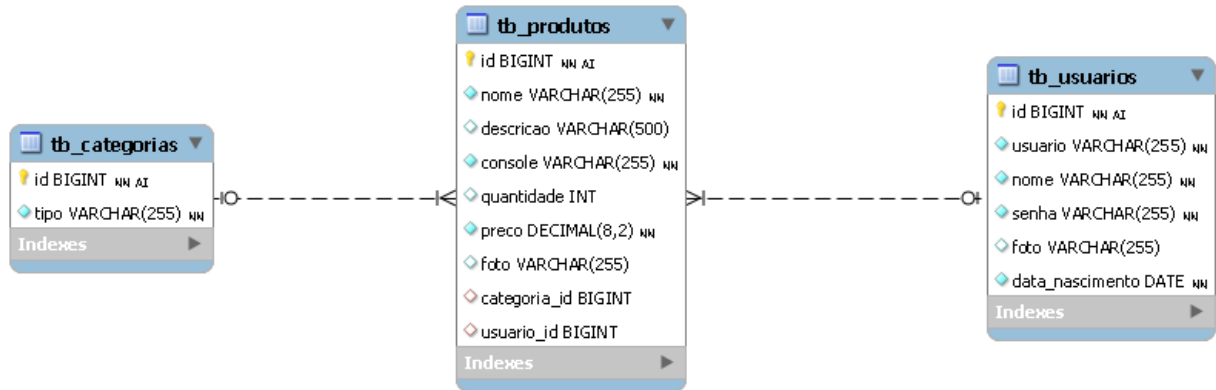 tb_categorias
id BIGINT NN AI
tipo VARCHAR(255) NN
Indexes
tb_produtos
id BIGINT NN AI
nome VARCHAR(255) NN
descricao VARCHAR(500)
console VARCHAR(255) NN
quantidade INT
preco DECIMAL(8,2) NN
foto VARCHAR(255)
categoria_id BIGINT
usuario_id BIGINT
Indexes
tb_usuarios
id BIGINT NN AI
usuario VARCHAR(255) NN
nome VARCHAR(255) NN
senha VARCHAR(255) NN
foto VARCHAR(255)
data_nascimento DATE NN
Indexes